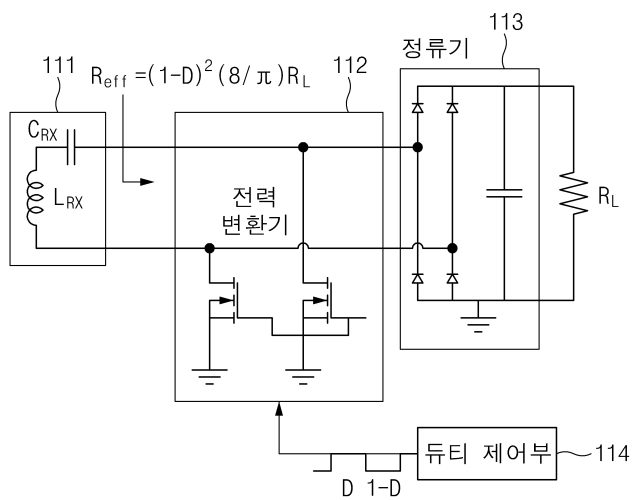 113
정류기
111
R_eff=(1-D)²(8/π)R_L
112
C_RX
L_RX
전력
변환기
R_L
듀티 제어부
114
D 1-D